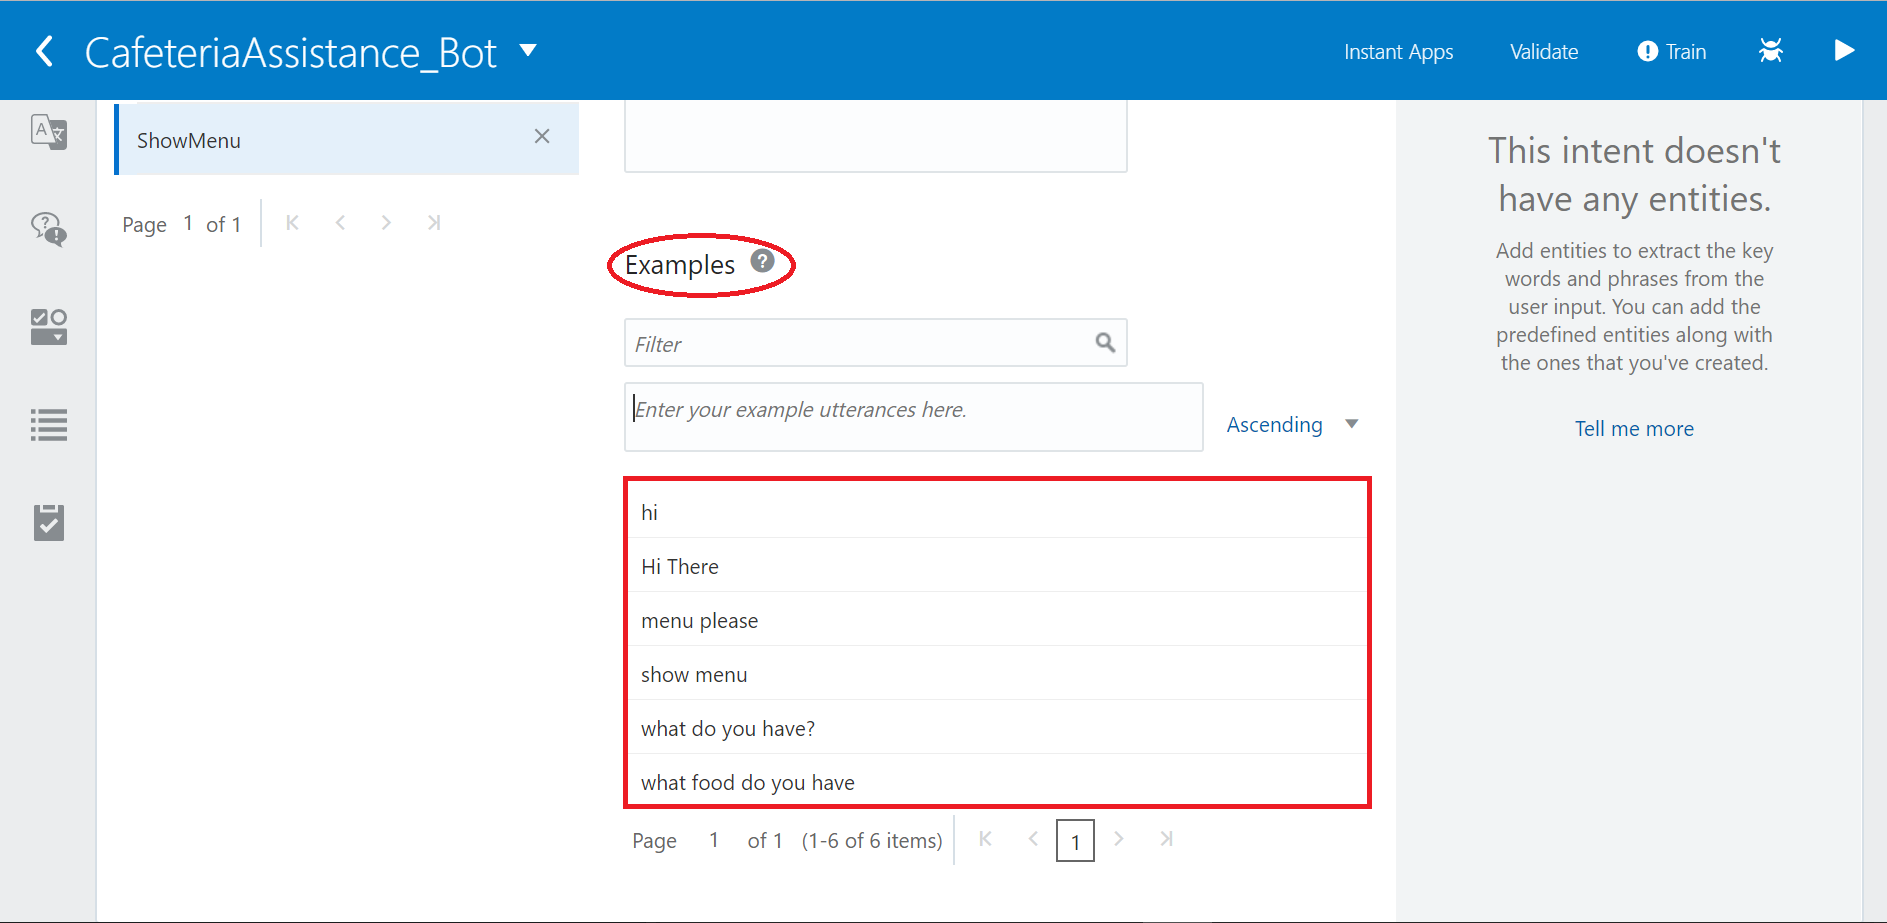 CafeteriaAssistance_Bot
Instant Apps
Validate
Train
ShowMenu
Page 1 of 1
Examples
Filter
Enter your example utterances here.
Ascending
hi
Hi There
menu please
show menu
what do you have?
what food do you have
Page 1 of 1 (1-6 of 6 items)
1
This intent doesn't
have any entities.
Add entities to extract the key
words and phrases from the
user input. You can add the
predefined entities along with
the ones that you've created.
Tell me more